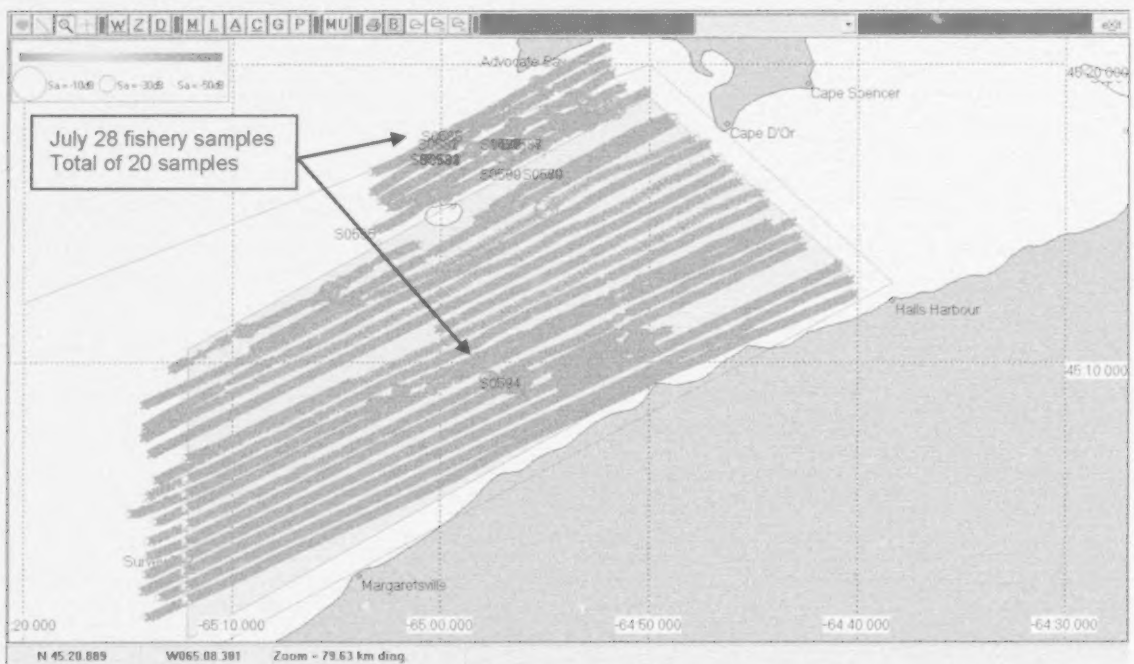 W Z D M L A C G P MU B
Advocate Ba
45 20 000
Sa = -10dB Sa = -30dB Sa = -50dB
Cape Spencer
July 28 fishery samples
Total of 20 samples
Cape D'Or
S0594
Halls Harbour
45 10 000
Margaretsville
20 000 -65 10 000 -65 00 000 -64 50 000 -64 40 000 -64 30 000
N 45.20.889 W065.08.381 Zoom = 79.63 km diag.